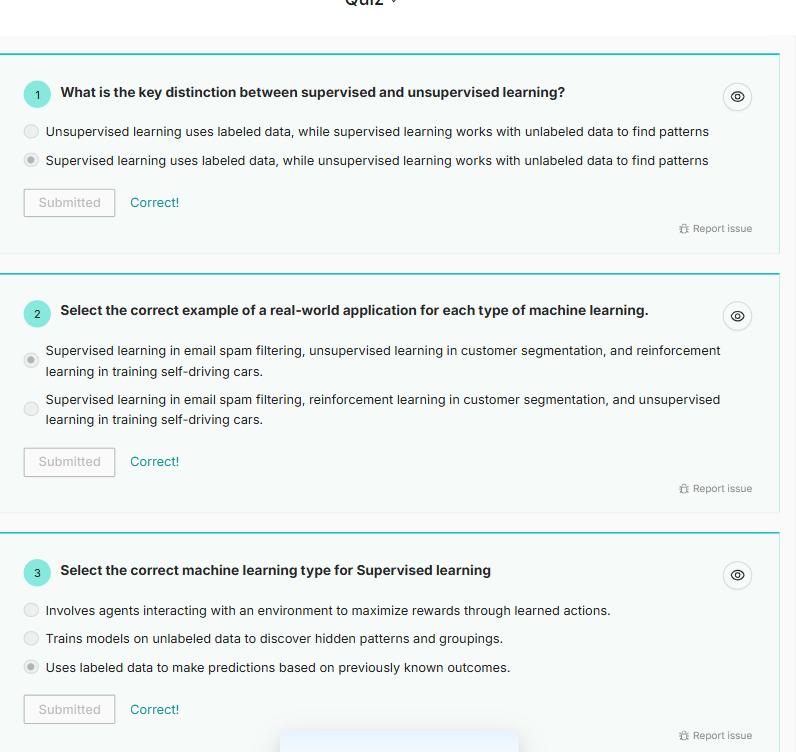 Quiz
1 What is the key distinction between supervised and unsupervised learning?
Unsupervised learning uses labeled data, while supervised learning works with unlabeled data to find patterns
Supervised learning uses labeled data, while unsupervised learning works with unlabeled data to find patterns
Submitted Correct!
Report issue
2 Select the correct example of a real-world application for each type of machine learning.
Supervised learning in email spam filtering, unsupervised learning in customer segmentation, and reinforcement
learning in training self-driving cars.
Supervised learning in email spam filtering, reinforcement learning in customer segmentation, and unsupervised
learning in training self-driving cars.
Submitted Correct!
Report issue
3 Select the correct machine learning type for Supervised learning
Involves agents interacting with an environment to maximize rewards through learned actions.
Trains models on unlabeled data to discover hidden patterns and groupings.
Uses labeled data to make predictions based on previously known outcomes.
Submitted Correct!
Report issue